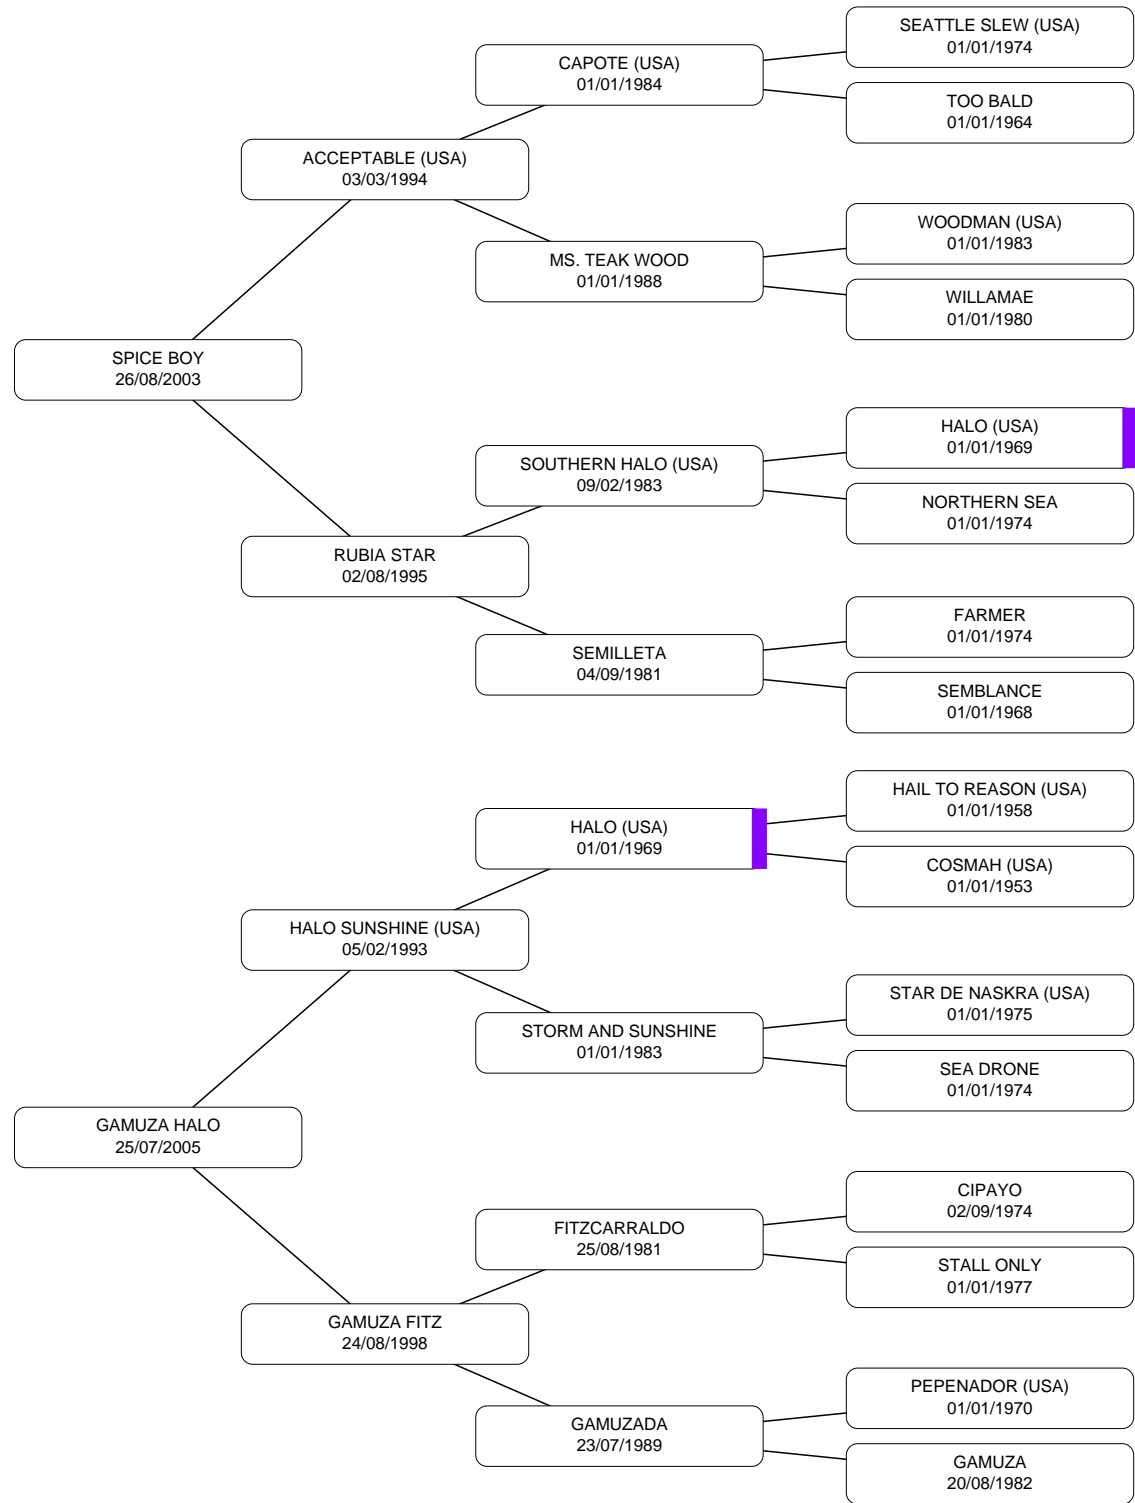 SEATTLE SLEW (USA)
01/01/1974
CAPOTE (USA)
01/01/1984
TOO BALD
01/01/1964
ACCEPTABLE (USA)
03/03/1994
WOODMAN (USA)
01/01/1983
MS. TEAK WOOD
01/01/1988
WILLAMAE
01/01/1980
SPICE BOY
26/08/2003
HALO (USA)
01/01/1969
SOUTHERN HALO (USA)
09/02/1983
NORTHERN SEA
01/01/1974
RUBIA STAR
02/08/1995
FARMER
01/01/1974
SEMILLETA
04/09/1981
SEMBLANCE
01/01/1968
HAIL TO REASON (USA)
01/01/1958
HALO (USA)
01/01/1969
COSMAH (USA)
01/01/1953
HALO SUNSHINE (USA)
05/02/1993
STAR DE NASKRA (USA)
01/01/1975
STORM AND SUNSHINE
01/01/1983
SEA DRONE
01/01/1974
GAMUZA HALO
25/07/2005
CIPAYO
02/09/1974
FITZCARRALDO
25/08/1981
STALL ONLY
01/01/1977
GAMUZA FITZ
24/08/1998
PEPENADOR (USA)
01/01/1970
GAMUZADA
23/07/1989
GAMUZA
20/08/1982